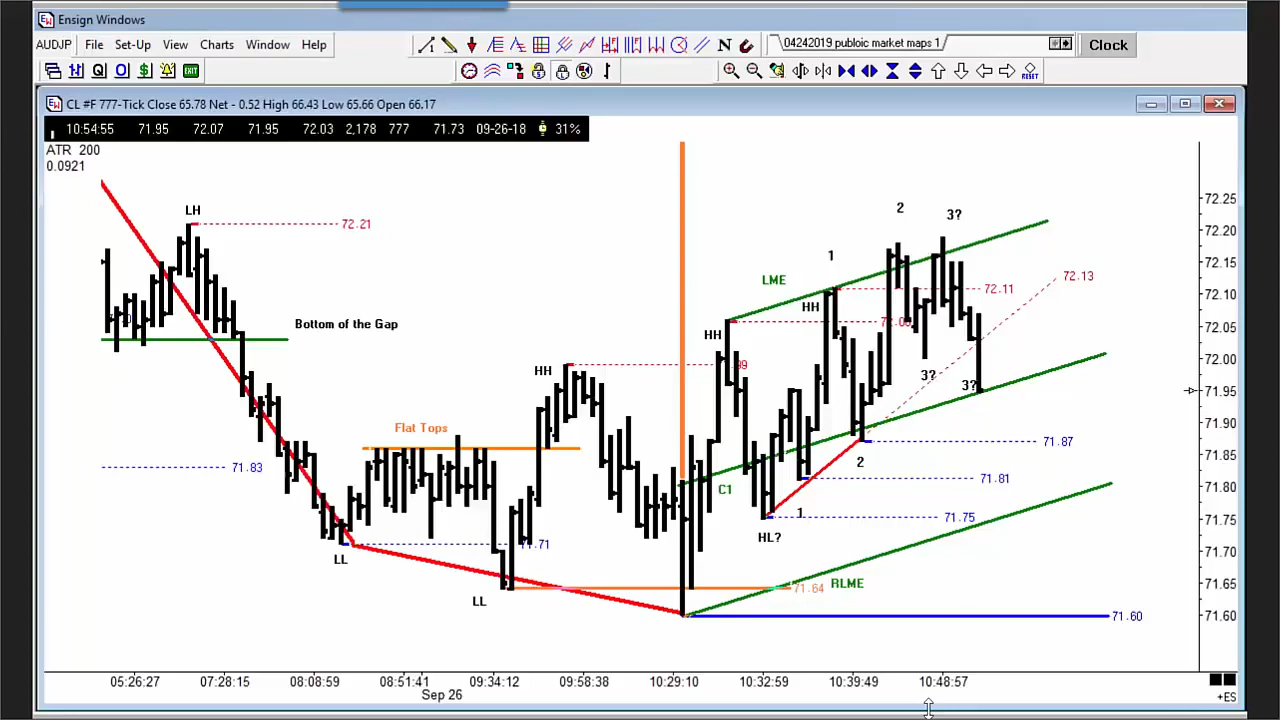 Ensign Windows
AUDJP File Set-Up View Charts Window Help
N
04242019 publoic market maps 1
Clock
Q O $ EXIT
RESET
CL #F 777-Tick Close 65.78 Net - 0.52 High 66.43 Low 65.66 Open 66.17
10:54:55 71.95 72.07 71.95 72.03 2,178 777 71.73 09-26-18 31%
ATR 200
0.0921
72.25
LH
2
3?
72.21
72.20
1
72.15
LME
72.13
HH
72.11
72.10
Bottom of the Gap
HH
72.05
HH
72.00
3?
3?
71.95
71.90
Flat Tops
71.87
71.85
2
71.83
71.81
71.80
C1
1
71.75
71.75
HL?
71.71
71.70
LL
RLME
71.64
71.65
LL
71.60
71.60
05:26:27 07:28:15 08:08:59 08:51:41 09:34:12 09:58:38 10:29:10 10:32:59 10:39:49 10:48:57
Sep 26
+ES